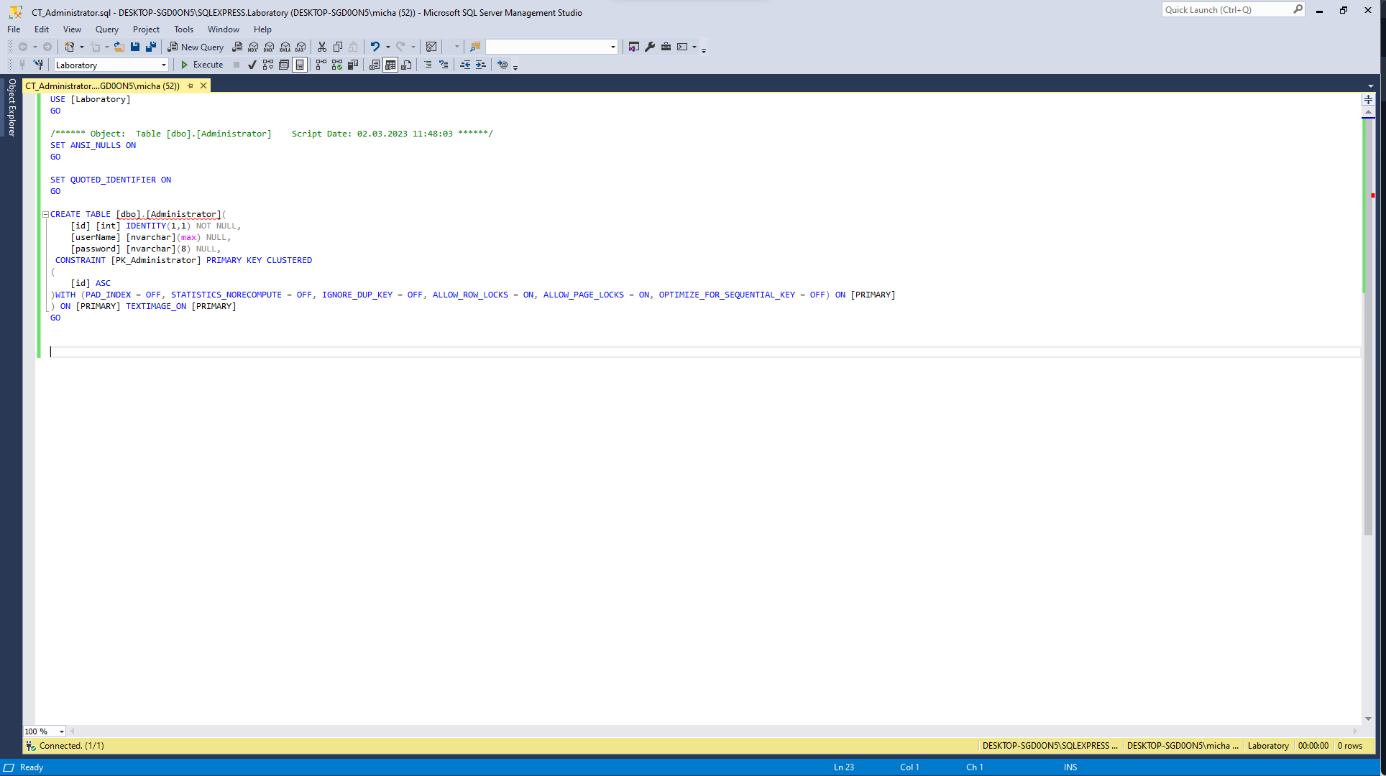 CT_Administrator.sql - DESKTOP-SGD0ON5\SQLEXPRESS.Laboratory (DESKTOP-SGD0ON5\micha (52)) - Microsoft SQL Server Management Studio
Quick Launch (Ctrl+Q)
File Edit View Query Project Tools Window Help
New Query
Laboratory
Execute
Object Explorer
CT_Administrator....GD0ON5\micha (52))
USE [Laboratory]
GO
/****** Object:  Table [dbo].[Administrator]    Script Date: 02.03.2023 11:48:03 ******/
SET ANSI_NULLS ON
GO
SET QUOTED_IDENTIFIER ON
GO
CREATE TABLE [dbo].[Administrator](
[id] [int] IDENTITY(1,1) NOT NULL,
[userName] [nvarchar](max) NULL,
[password] [nvarchar](8) NULL,
CONSTRAINT [PK_Administrator] PRIMARY KEY CLUSTERED
(
[id] ASC
)WITH (PAD_INDEX = OFF, STATISTICS_NORECOMPUTE = OFF, IGNORE_DUP_KEY = OFF, ALLOW_ROW_LOCKS = ON, ALLOW_PAGE_LOCKS = ON, OPTIMIZE_FOR_SEQUENTIAL_KEY = OFF) ON [PRIMARY]
) ON [PRIMARY] TEXTIMAGE_ON [PRIMARY]
GO
100 %
Connected. (1/1) DESKTOP-SGD0ON5\SQLEXPRESS ... DESKTOP-SGD0ON5\micha ... Laboratory 00:00:00 0 rows
Ready Ln 23 Col 1 Ch 1 INS